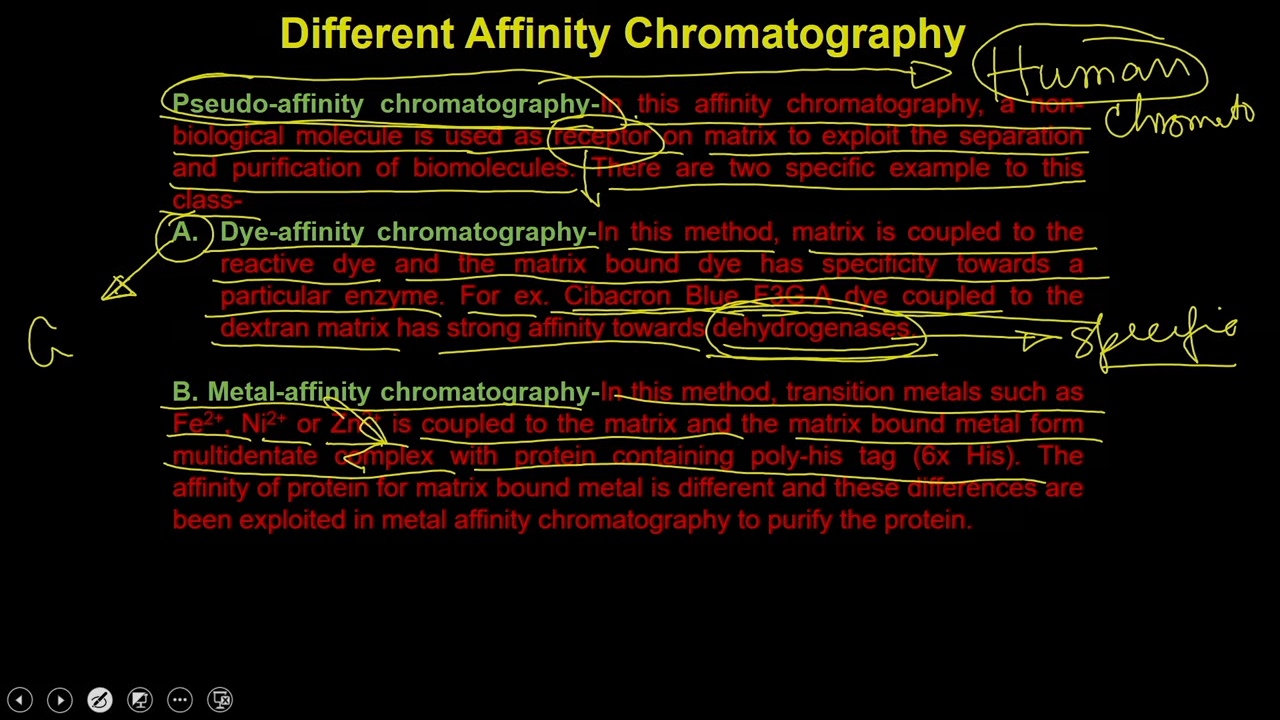 Different Affinity Chromatography
Human
Pseudo-affinity chromatography-In this affinity chromatography, a non-
chromato
biological molecule is used as receptor on matrix to exploit the separation
and purification of biomolecules. There are two specific example to this
class-
A. Dye-affinity chromatography-In this method, matrix is coupled to the
reactive dye and the matrix bound dye has specificity towards a
particular enzyme. For ex. Cibacron Blue F3G-A dye coupled to the
dextran matrix has strong affinity towards dehydrogenases.
specific
G
B. Metal-affinity chromatography-In this method, transition metals such as
Fe2+, Ni2+ or Zn2+ is coupled to the matrix and the matrix bound metal form
multidentate complex with protein containing poly-his tag (6x His). The
affinity of protein for matrix bound metal is different and these differences are
been exploited in metal affinity chromatography to purify the protein.